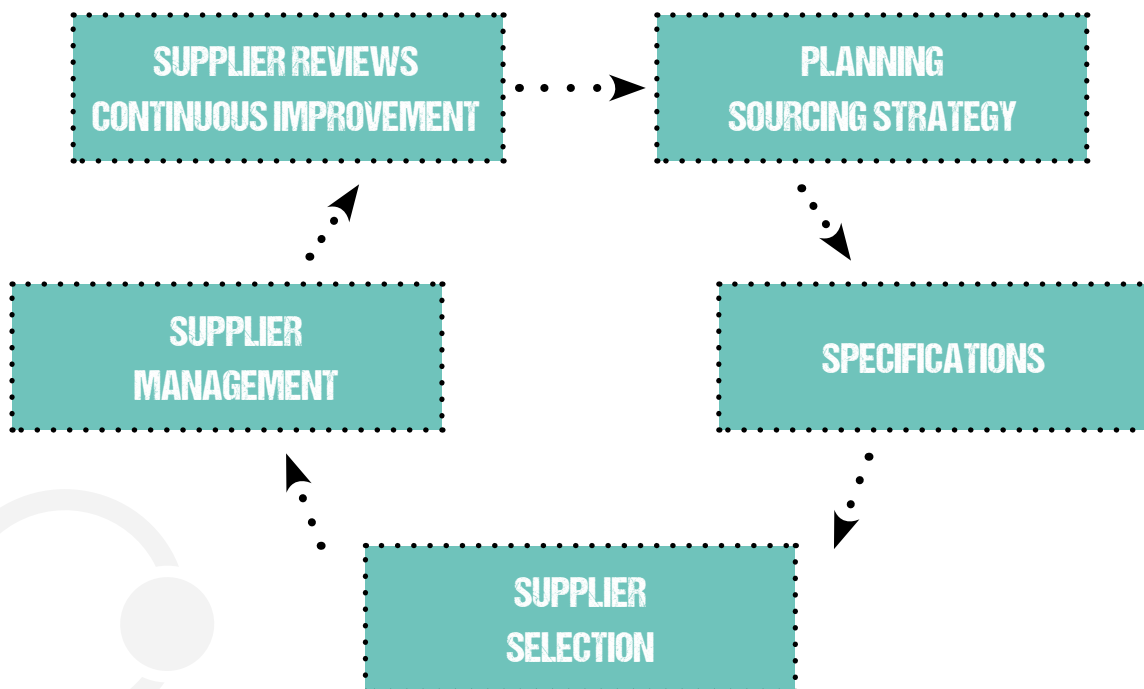 SUPPLIER REVIEWS
CONTINUOUS IMPROVEMENT
PLANNING
SOURCING STRATEGY
SUPPLIER
MANAGEMENT
SPECIFICATIONS
SUPPLIER
SELECTION